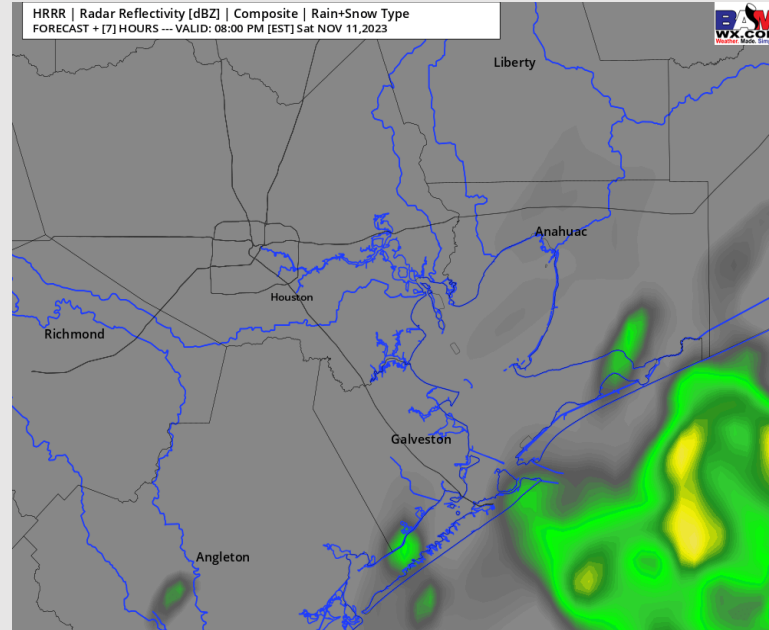 HRRR | Radar Reflectivity [dBZ] | Composite | Rain+Snow Type
FORECAST + [7] HOURS --- VALID: 08:00 PM [EST] Sat NOV 11,2023
Liberty
Anahuac
Houston
Richmond
Galveston
Angleton